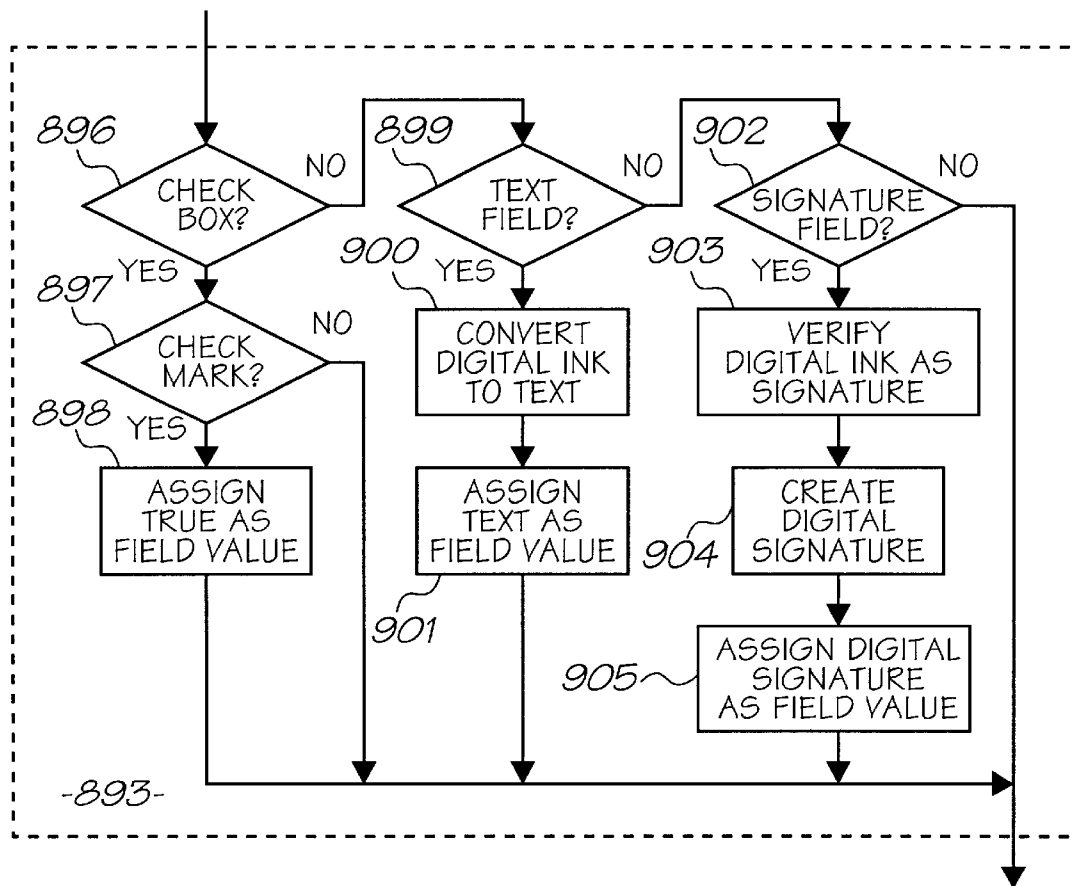 896
CHECK
BOX?
NO
YES
897
CHECK
MARK?
NO
YES
898
ASSIGN
TRUE AS
FIELD VALUE
899
TEXT
FIELD?
NO
YES
900
CONVERT
DIGITAL INK
TO TEXT
ASSIGN
TEXT AS
FIELD VALUE
901
902
SIGNATURE
FIELD?
NO
YES
903
VERIFY
DIGITAL INK AS
SIGNATURE
CREATE
DIGITAL
SIGNATURE
904
ASSIGN DIGITAL
SIGNATURE
AS FIELD VALUE
905
-893-